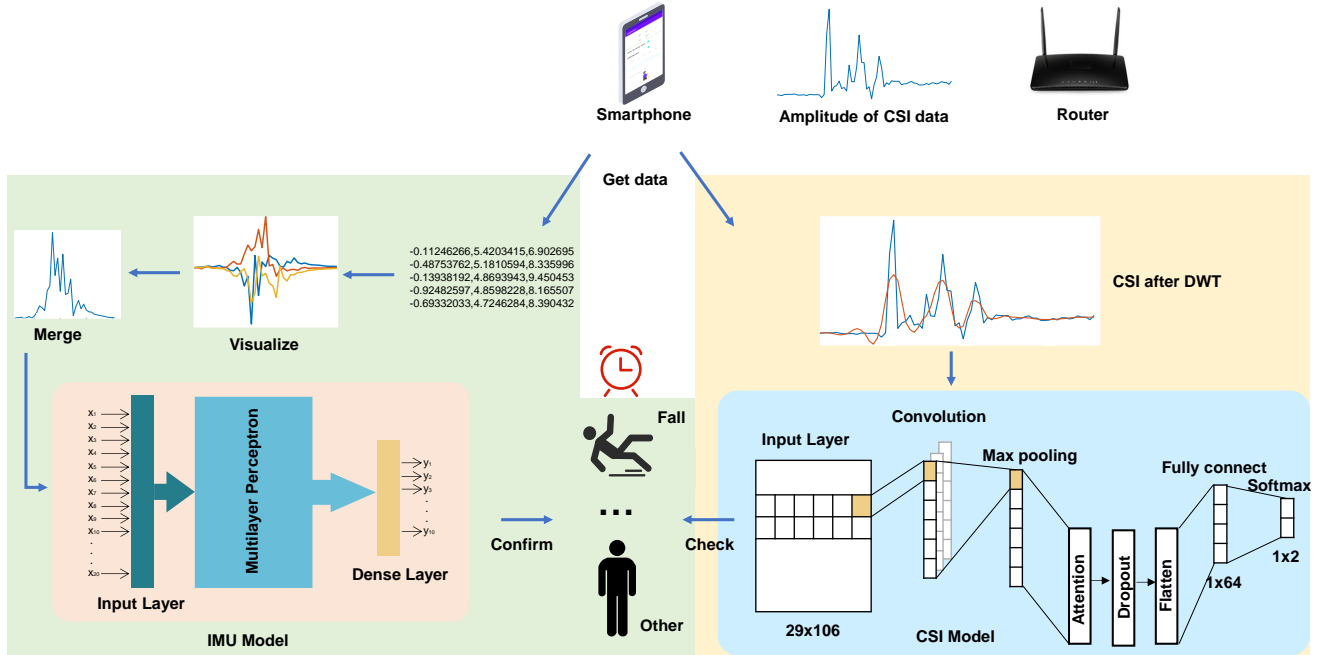 Smartphone
Amplitude of CSI data
Router
Get data
-0.11246266,5.4203415,6.902695
-0.48753762,5.1810594,8.335996
-0.13938192,4.8693943,9.450453
-0.92482597,4.8598228,8.165507
-0.69332033,4.7246284,8.390432
Merge
Visualize
CSI after DWT
x1
x2
x3
x4
x5
x6
x7
x8
x9
x10
.
.
.
x20
Input Layer
Multilayer Perceptron
y1
y2
y3
.
.
.
y10
Dense Layer
IMU Model
Confirm
Fall
...
Check
Other
Input Layer
29x106
Convolution
Max pooling
Attention
Dropout
Flatten
Fully connect
1x64
Softmax
1x2
CSI Model